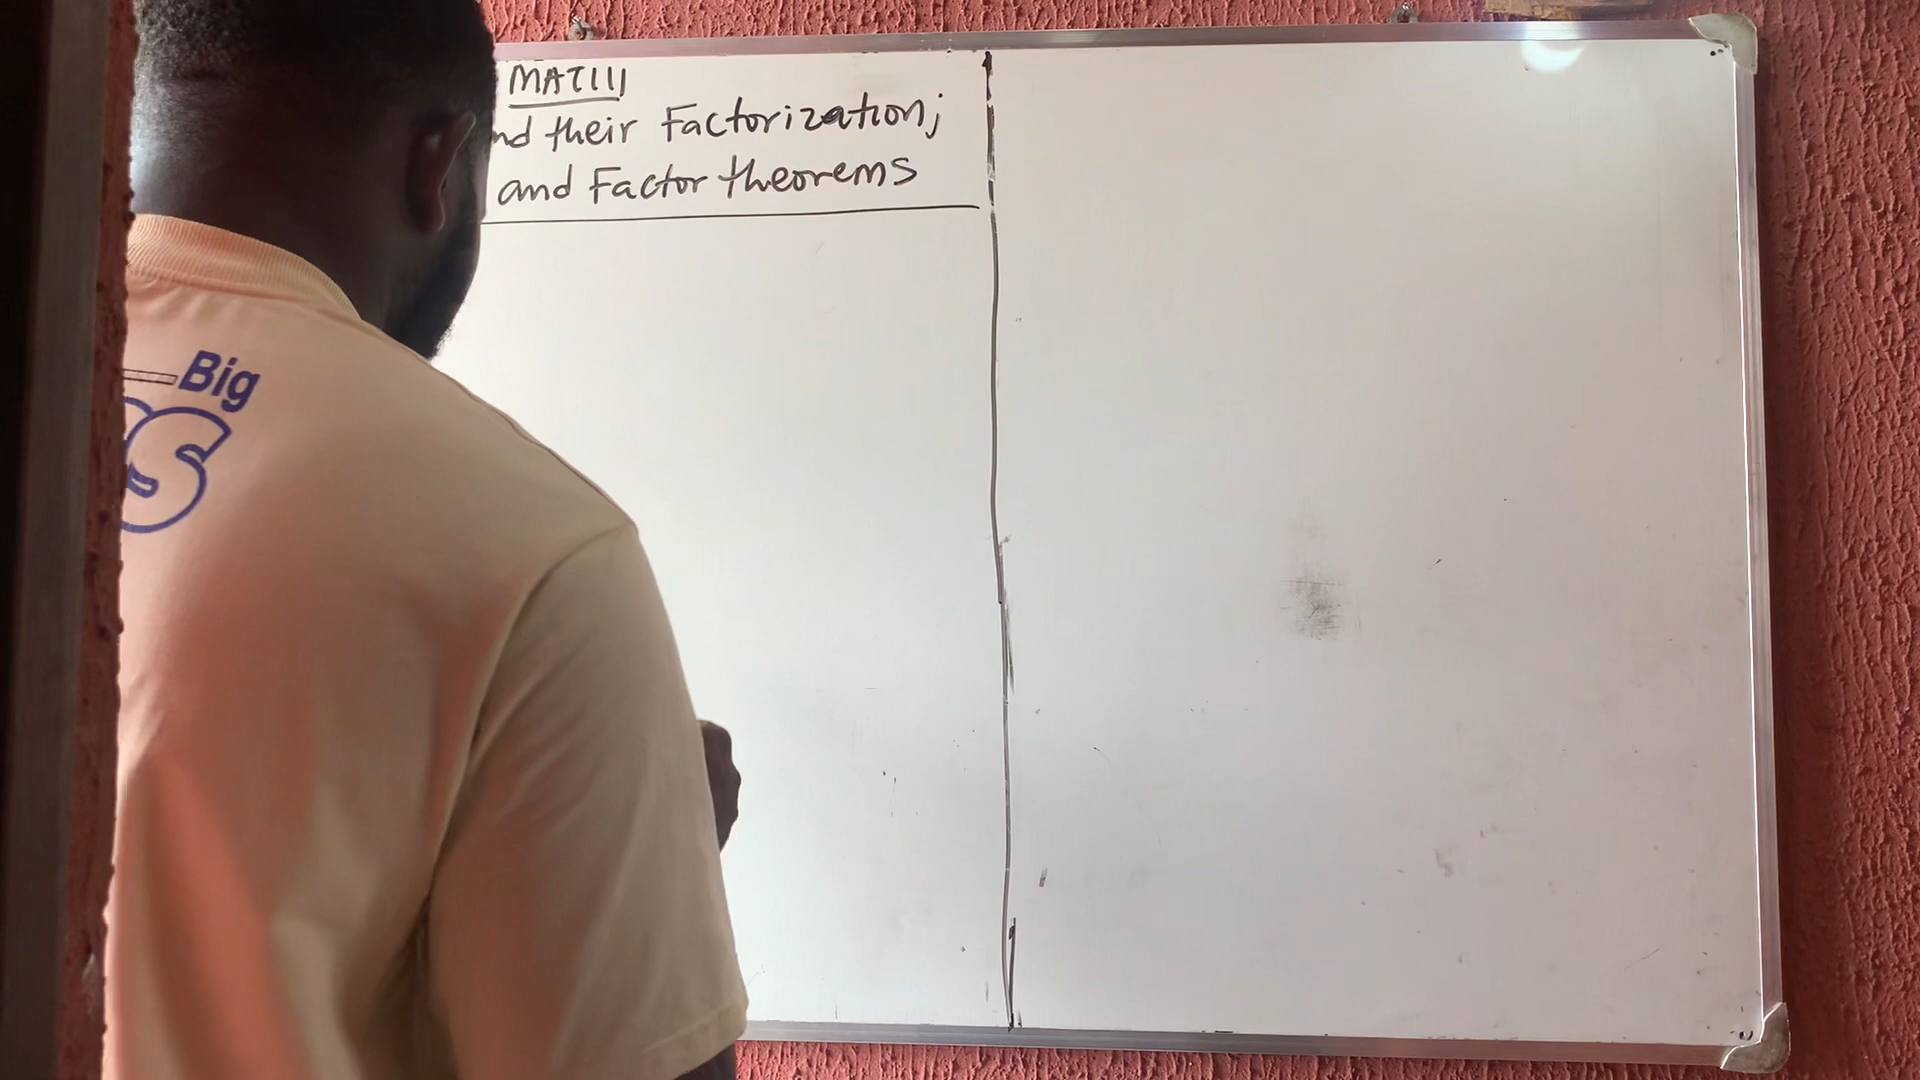 MAT111
nd their Factorization;
and Factor theorems
Big